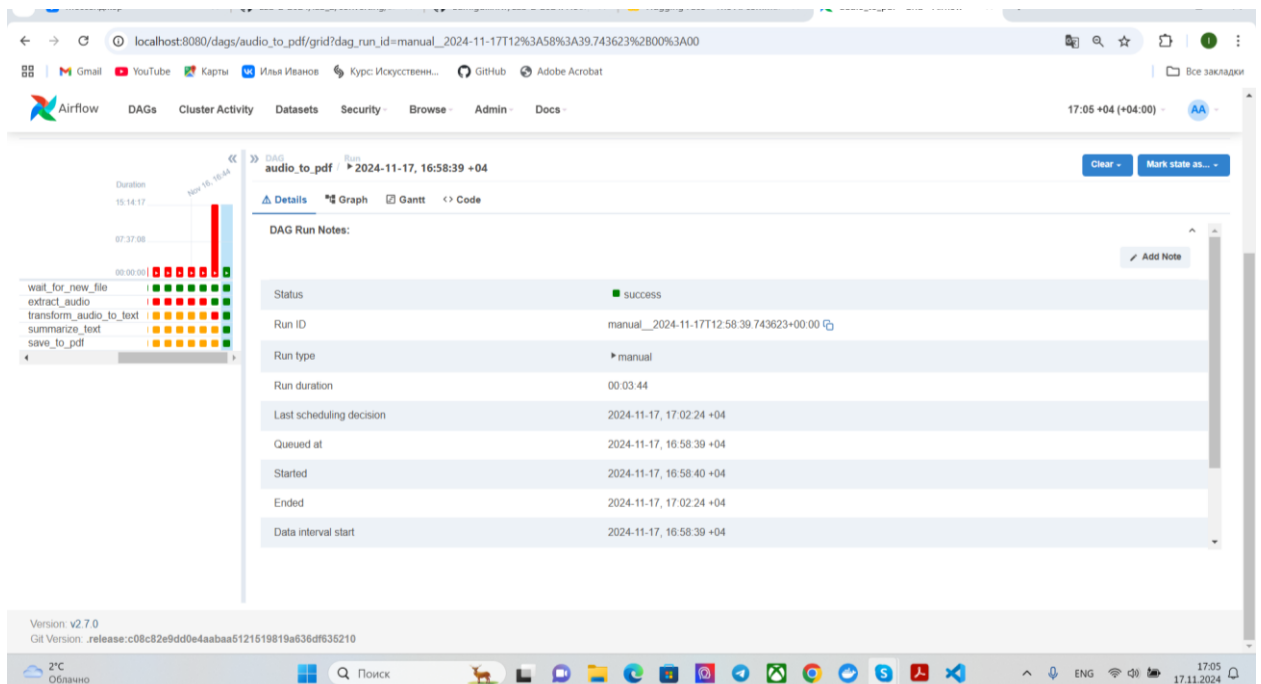 localhost:8080/dags/audio_to_pdf/grid?dag_run_id=manual__2024-11-17T12%3A58%3A39.743623%2B00%3A00
Gmail YouTube Карты Илья Иванов Курс: Искусственн... GitHub Adobe Acrobat Все закладки
Airflow DAGs Cluster Activity Datasets Security Browse Admin Docs 17:05 +04 (+04:00) AA
DAG Run
audio_to_pdf / 2024-11-17, 16:58:39 +04
Clear Mark state as...
Details Graph Gantt Code
Duration
Nov 16, 16:44
15:14:17
07:37:08
00:00:00
wait_for_new_file
extract_audio
transform_audio_to_text
summarize_text
save_to_pdf
DAG Run Notes:
Add Note
Status success
Run ID manual__2024-11-17T12:58:39.743623+00:00
Run type manual
Run duration 00:03:44
Last scheduling decision 2024-11-17, 17:02:24 +04
Queued at 2024-11-17, 16:58:39 +04
Started 2024-11-17, 16:58:40 +04
Ended 2024-11-17, 17:02:24 +04
Data interval start 2024-11-17, 16:58:39 +04
Version: v2.7.0
Git Version: .release:c08c82e9dd0e4aabaa5121519819a636df635210
2°C
Облачно
Поиск
ENG
17:05
17.11.2024